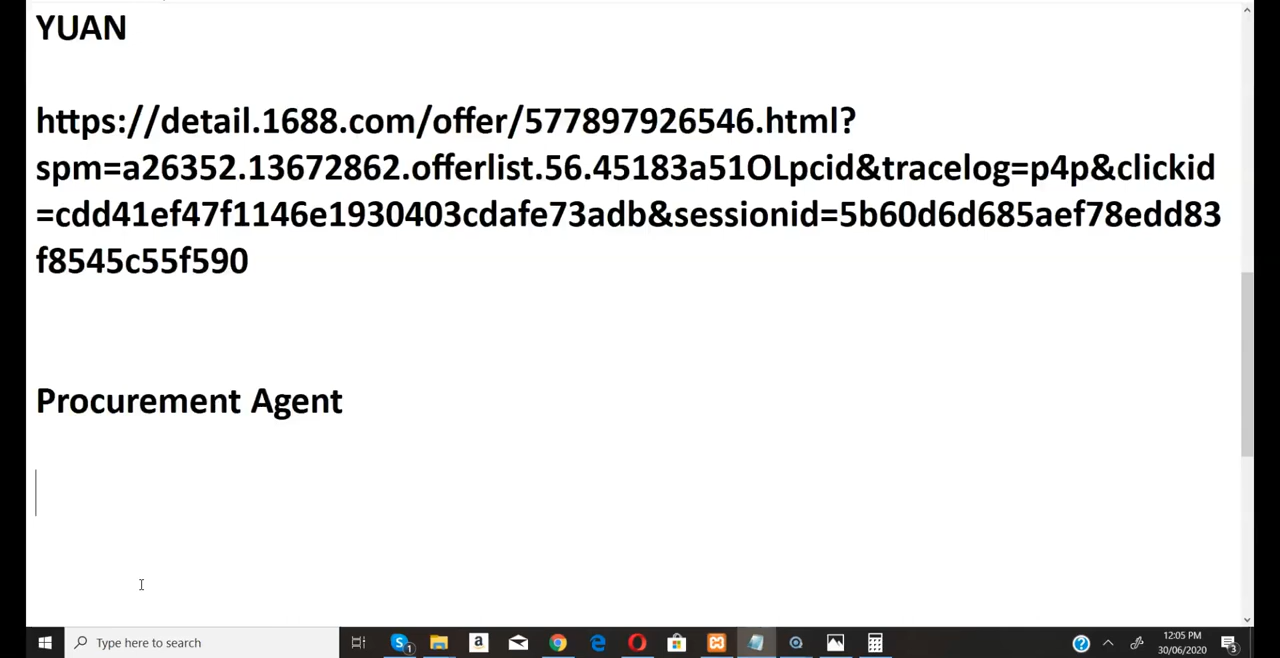 YUAN
https://detail.1688.com/offer/577897926546.html?
spm=a26352.13672862.offerlist.56.45183a51OLpcid&tracelog=p4p&clickid
=cdd41ef47f1146e1930403cdafe73adb&sessionid=5b60d6d685aef78edd83
f8545c55f590
Procurement Agent
Type here to search
12:05 PM
30/06/2020